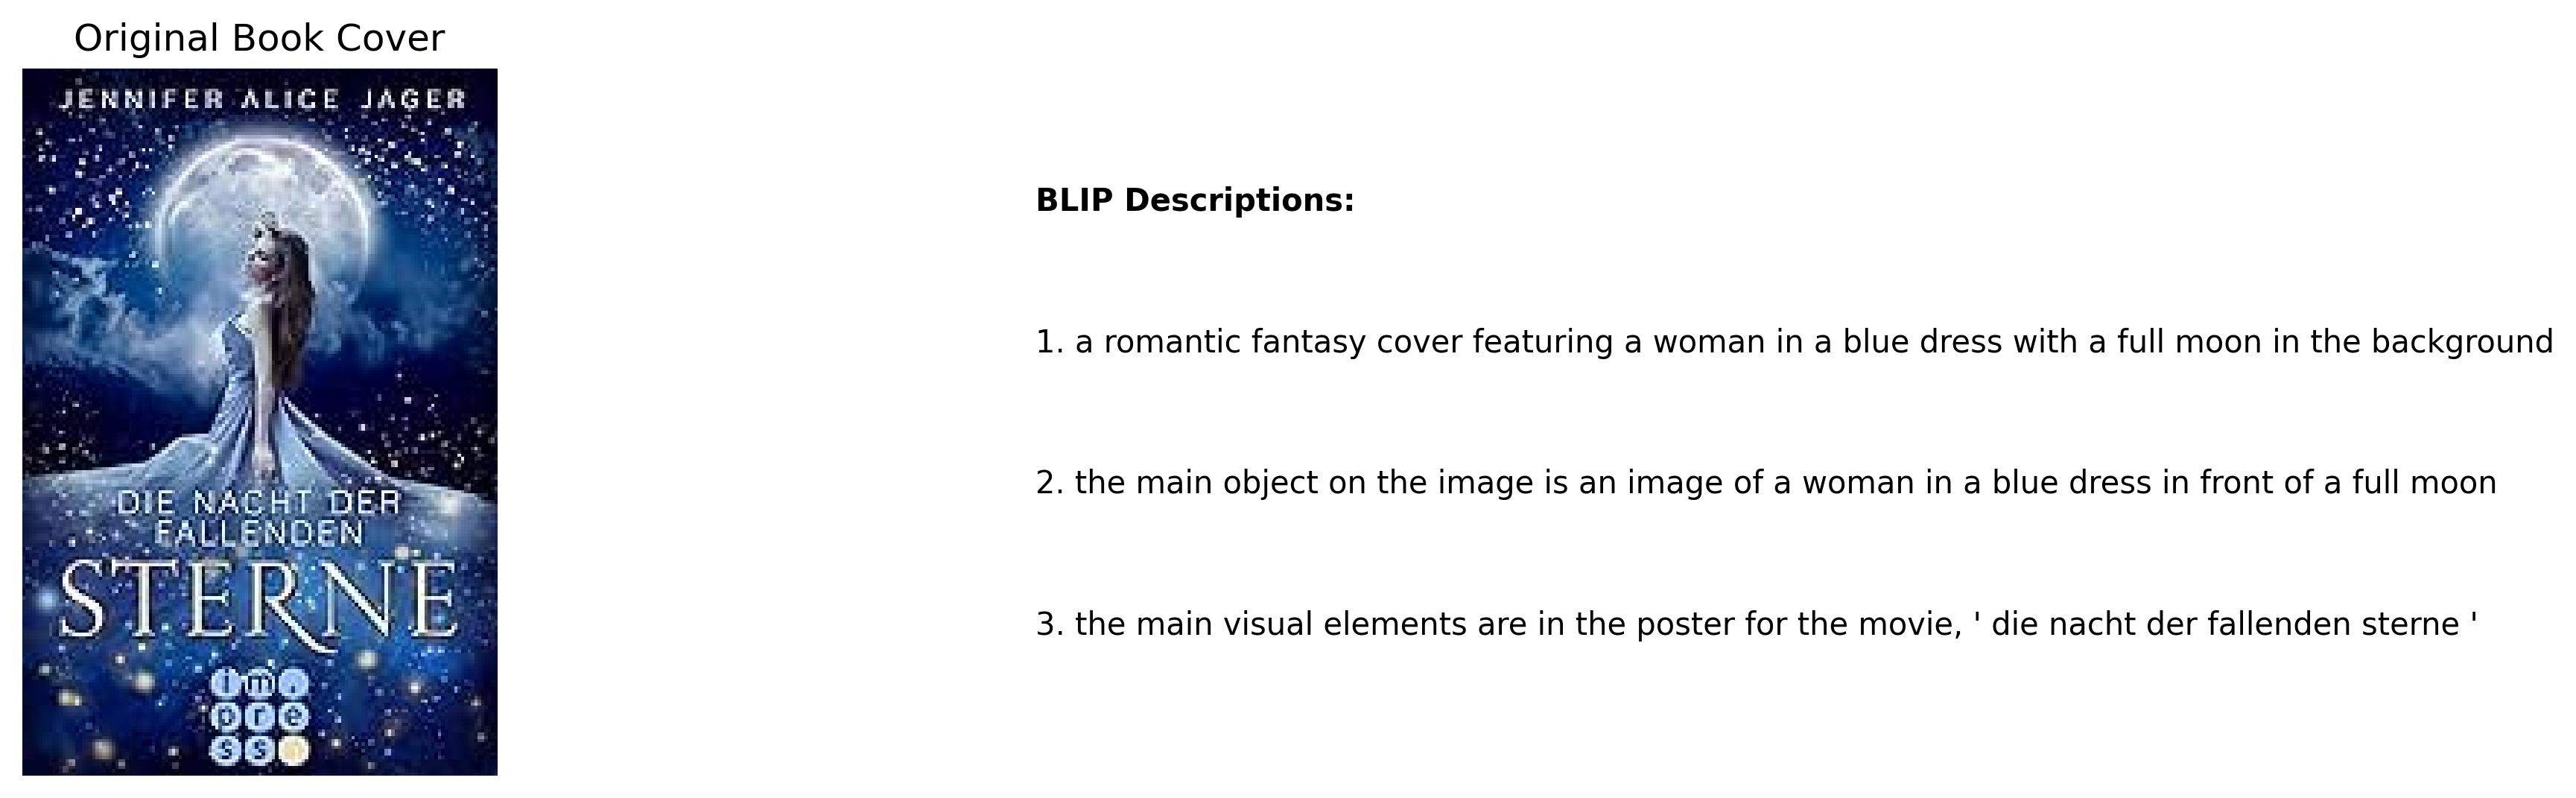 Original Book Cover
JENNIFER ALICE JAGER
DIE NACHT DER
FALLENDEN
STERNE
im.
pre
ss
BLIP Descriptions:
1. a romantic fantasy cover featuring a woman in a blue dress with a full moon in the background
2. the main object on the image is an image of a woman in a blue dress in front of a full moon
3. the main visual elements are in the poster for the movie, ' die nacht der fallenden sterne '